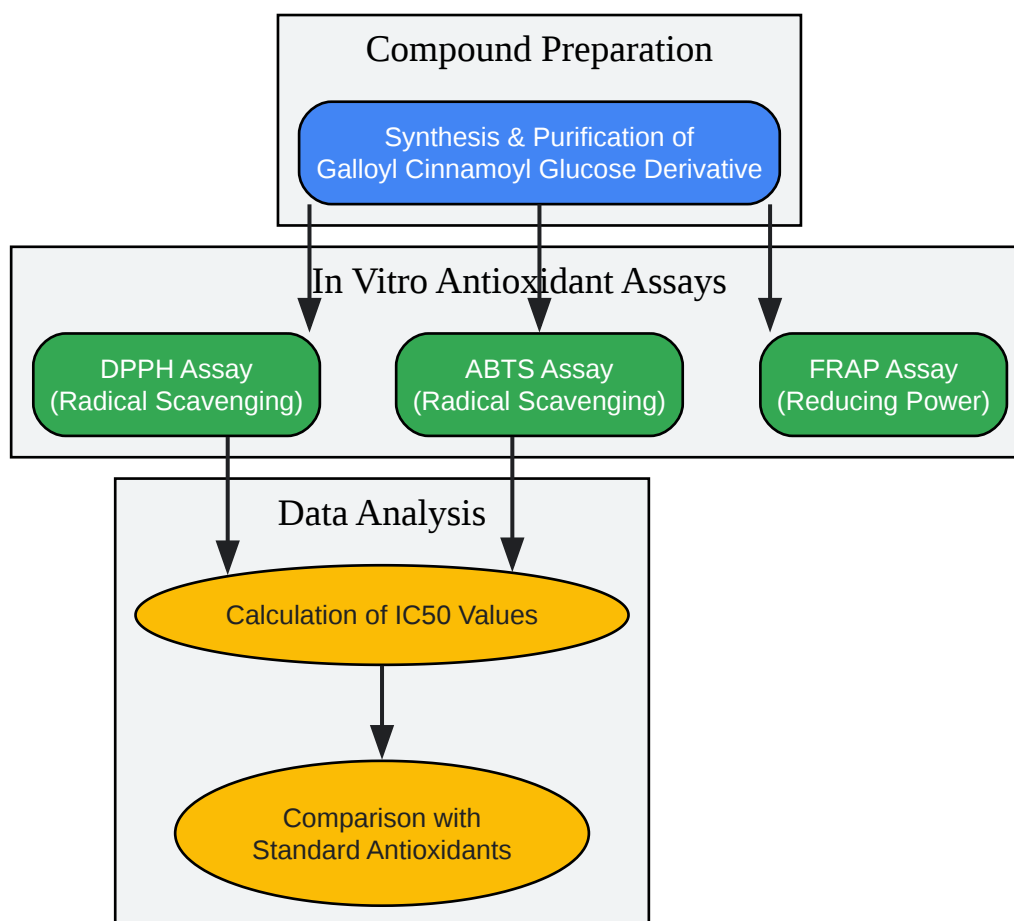 Compound Preparation
Synthesis & Purification of
Galloyl Cinnamoyl Glucose Derivative
In Vitro Antioxidant Assays
DPPH Assay
(Radical Scavenging)
ABTS Assay
(Radical Scavenging)
FRAP Assay
(Reducing Power)
Data Analysis
Calculation of IC50 Values
Comparison with
Standard Antioxidants